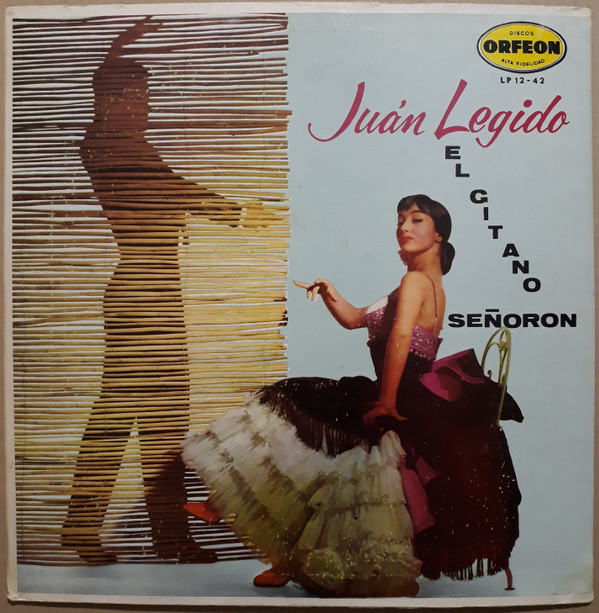 DISCOS
ORFEON
ALTA FIDELIDAD
LP 12-42
Juán Legido
EL GITANO
SEÑORON